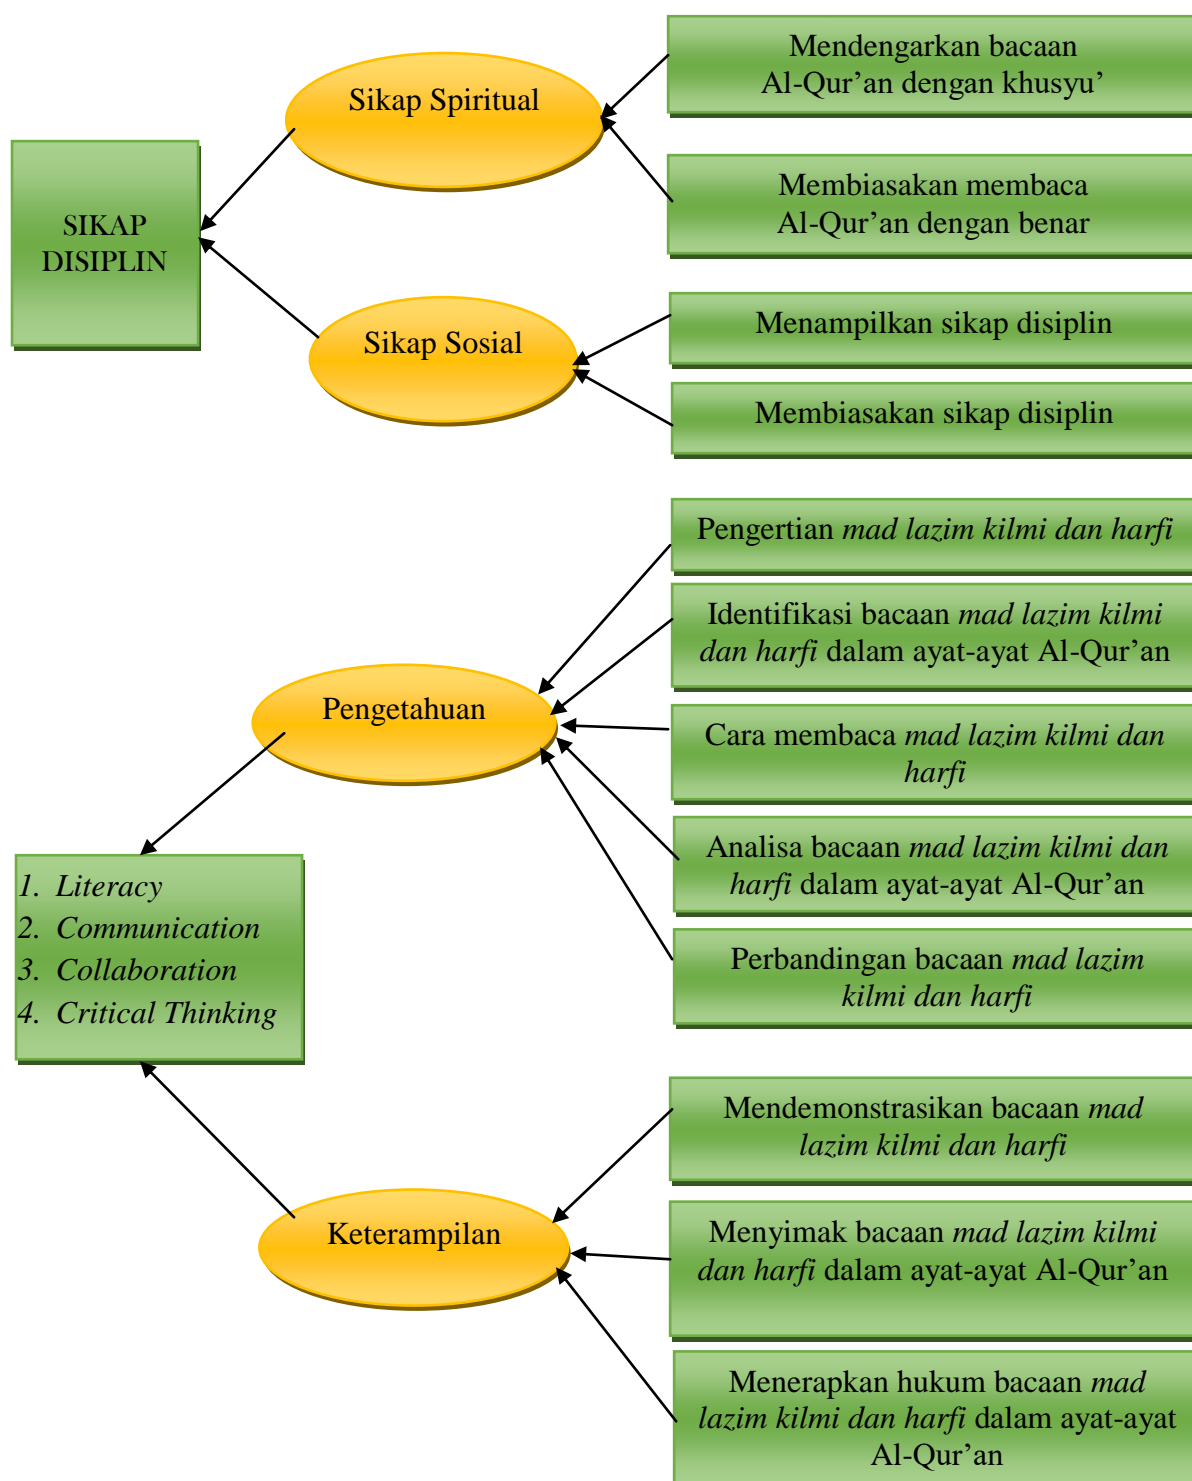 SIKAP
DISIPLIN
Sikap Spiritual
Mendengarkan bacaan
Al-Qur’an dengan khusyu’
Membiasakan membaca
Al-Qur’an dengan benar
Sikap Sosial
Menampilkan sikap disiplin
Membiasakan sikap disiplin
1. Literacy
2. Communication
3. Collaboration
4. Critical Thinking
Pengetahuan
Pengertian mad lazim kilmi dan harfi
Identifikasi bacaan mad lazim kilmi
dan harfi dalam ayat-ayat Al-Qur’an
Cara membaca mad lazim kilmi dan
harfi
Analisa bacaan mad lazim kilmi dan
harfi dalam ayat-ayat Al-Qur’an
Perbandingan bacaan mad lazim
kilmi dan harfi
Keterampilan
Mendemonstrasikan bacaan mad
lazim kilmi dan harfi
Menyimak bacaan mad lazim kilmi
dan harfi dalam ayat-ayat Al-Qur’an
Menerapkan hukum bacaan mad
lazim kilmi dan harfi dalam ayat-ayat
Al-Qur’an